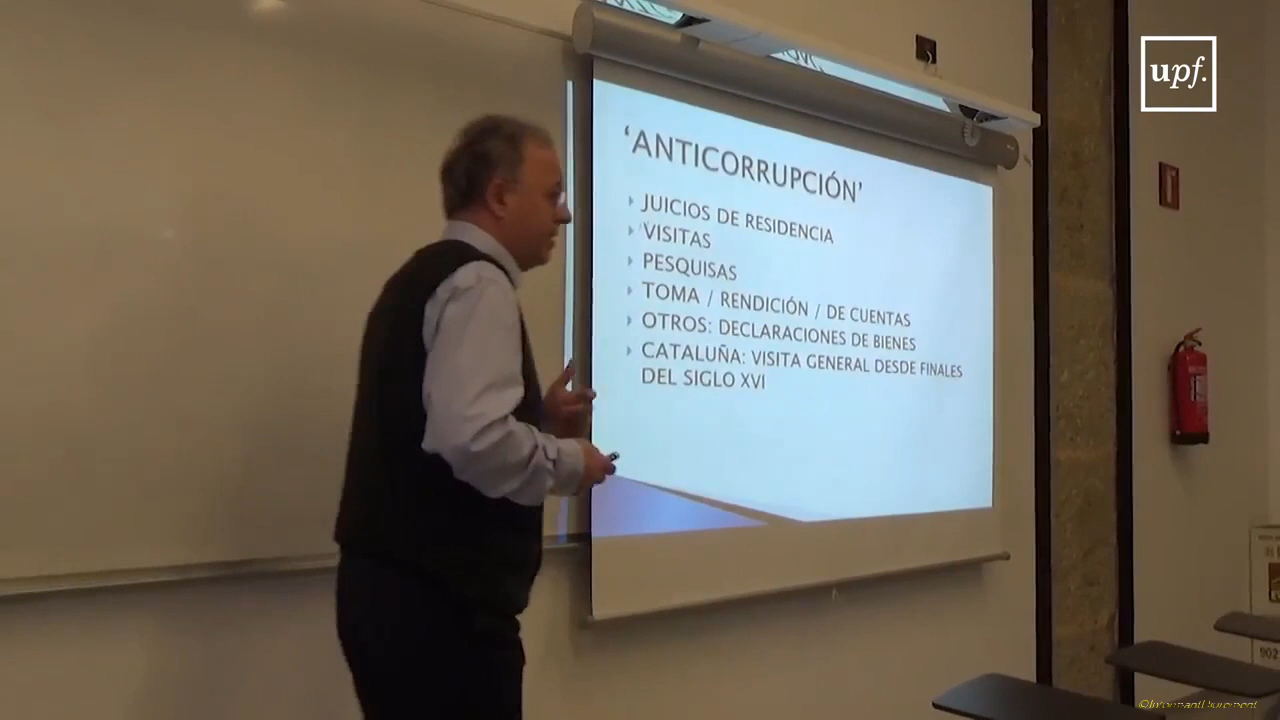 upf.
‘ANTICORRUPCIÓN’
JUICIOS DE RESIDENCIA
VISITAS
PESQUISAS
TOMA / RENDICIÓN / DE CUENTAS
OTROS: DECLARACIONES DE BIENES
CATALUÑA: VISITA GENERAL DESDE FINALES
DEL SIGLO XVI
902